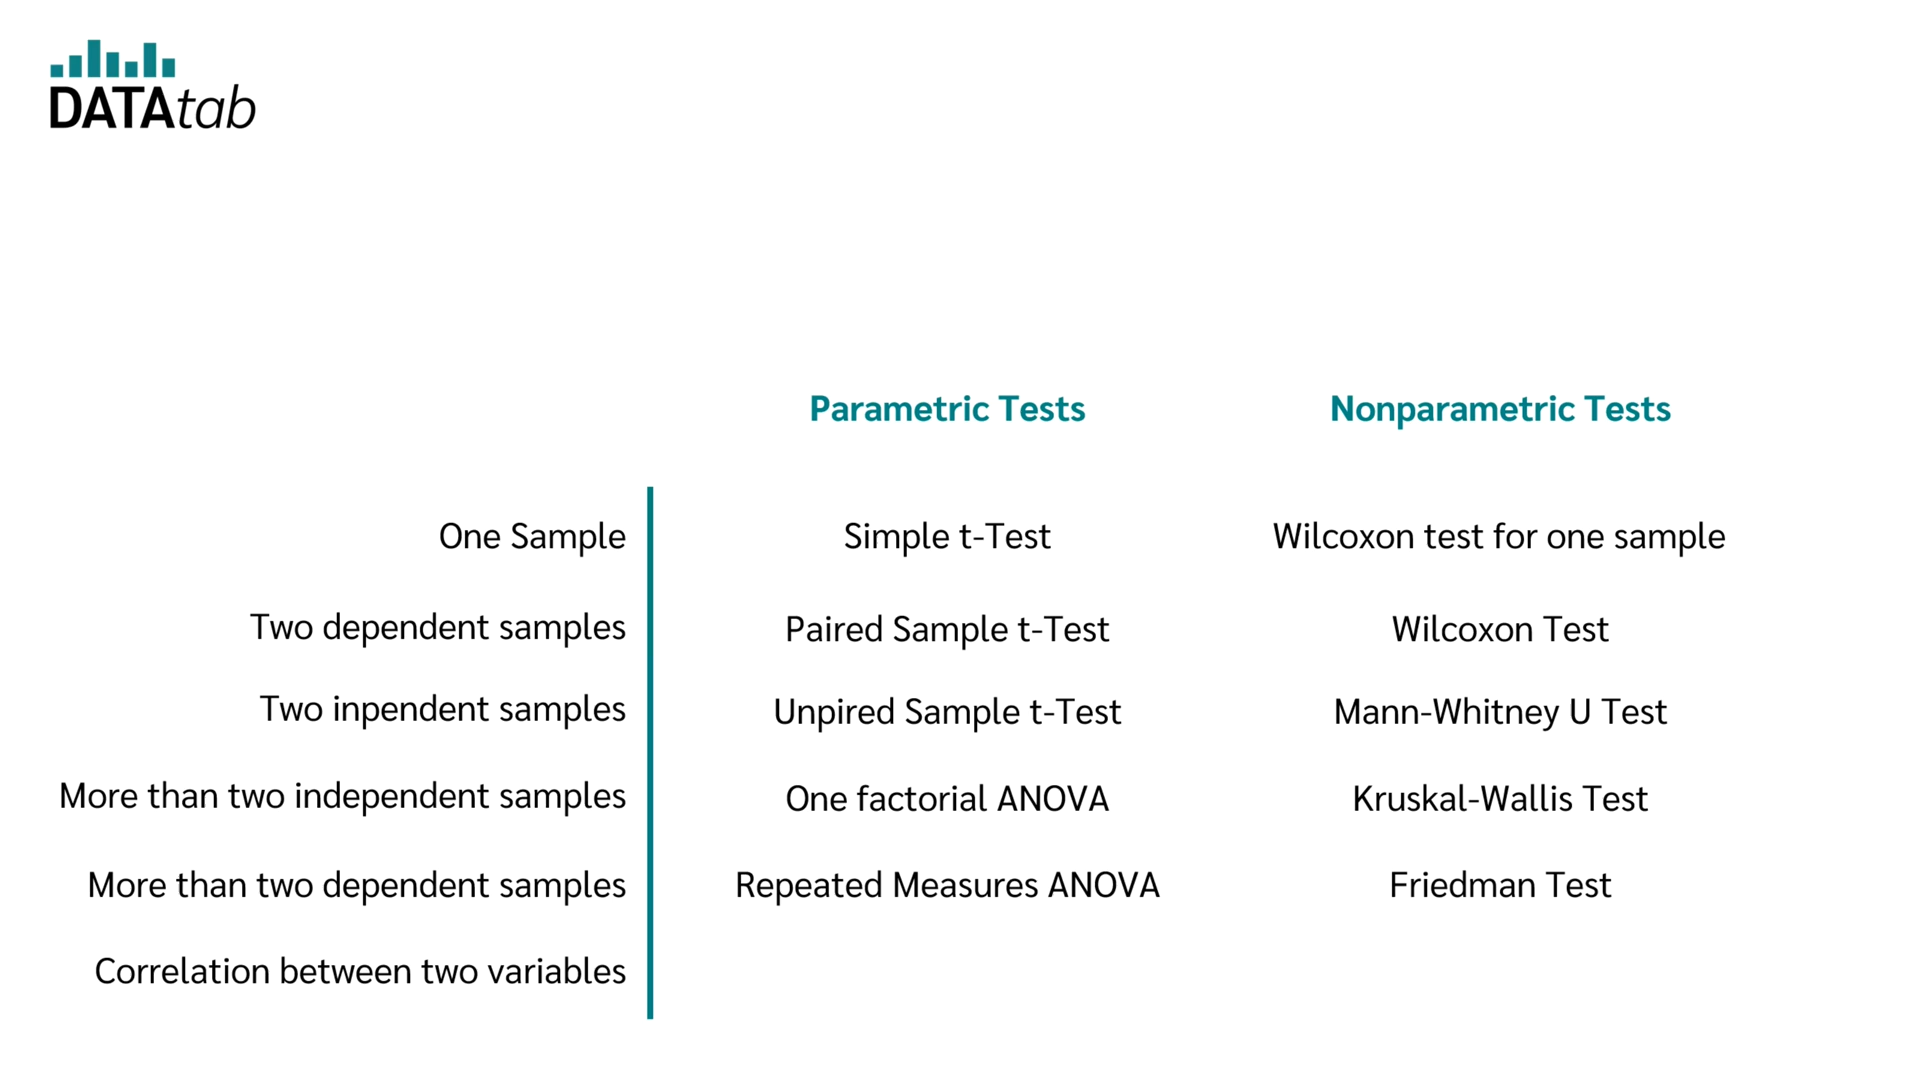 DATAtab
Parametric Tests Nonparametric Tests
One Sample Simple t-Test Wilcoxon test for one sample
Two dependent samples Paired Sample t-Test Wilcoxon Test
Two inpendent samples Unpired Sample t-Test Mann-Whitney U Test
More than two independent samples One factorial ANOVA Kruskal-Wallis Test
More than two dependent samples Repeated Measures ANOVA Friedman Test
Correlation between two variables